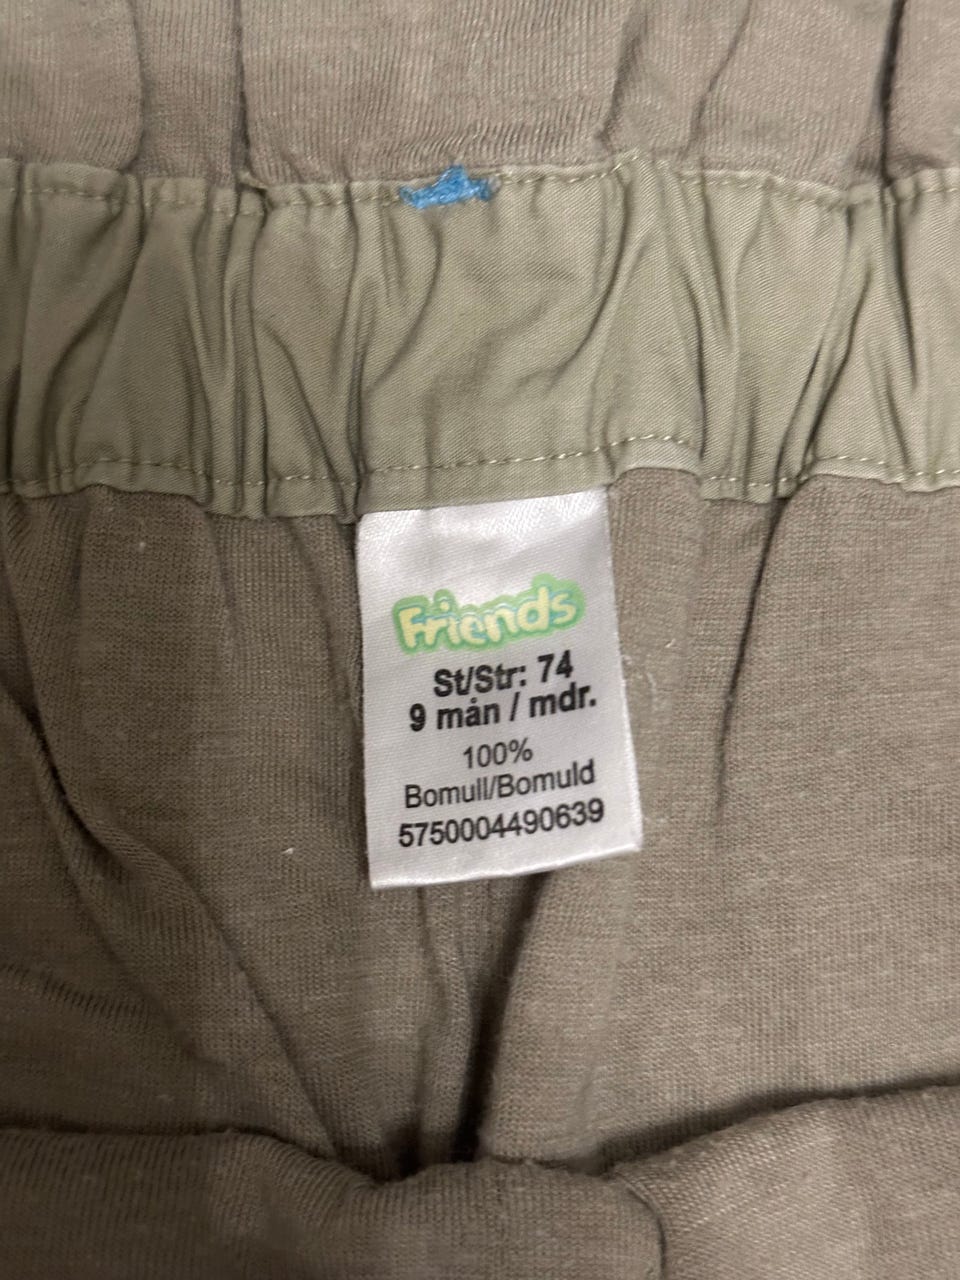 Friends
St/Str: 74
9 mån / mdr.
100%
Bomull/Bomuld
5750004490639